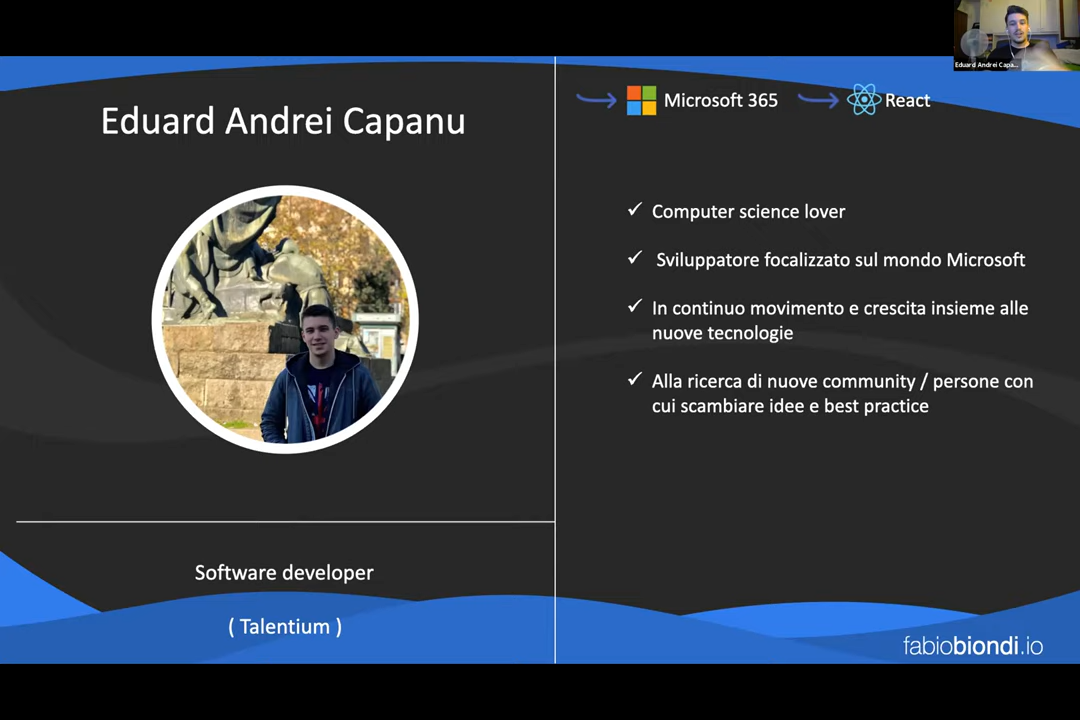 Eduard Andrei Capa...
Eduard Andrei Capanu
Software developer
( Talentium )
Microsoft 365
React
✓ Computer science lover
✓ Sviluppatore focalizzato sul mondo Microsoft
✓ In continuo movimento e crescita insieme alle
nuove tecnologie
✓ Alla ricerca di nuove community / persone con
cui scambiare idee e best practice
fabiobiondi.io